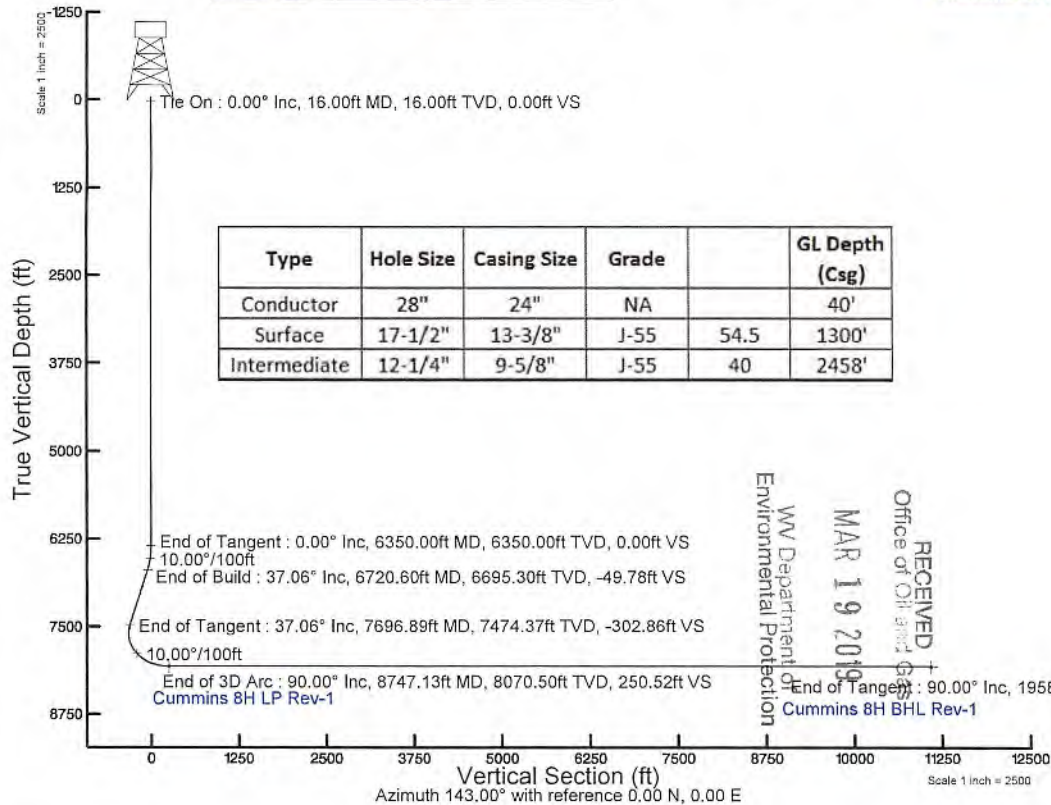 -1250
Scale 1 inch = 2500
0
Tie On : 0.00° Inc, 16.00ft MD, 16.00ft TVD, 0.00ft VS
1250
2500
3750
5000
6250
7500
8750
True Vertical Depth (ft)
Type Hole Size Casing Size Grade GL Depth (Csg)
Conductor 28" 24" NA 40'
Surface 17-1/2" 13-3/8" J-55 54.5 1300'
Intermediate 12-1/4" 9-5/8" J-55 40 2458'
End of Tangent : 0.00° Inc, 6350.00ft MD, 6350.00ft TVD, 0.00ft VS
10.00°/100ft
End of Build : 37.06° Inc, 6720.60ft MD, 6695.30ft TVD, -49.78ft VS
End of Tangent : 37.06° Inc, 7696.89ft MD, 7474.37ft TVD, -302.86ft VS
10.00°/100ft
End of 3D Arc : 90.00° Inc, 8747.13ft MD, 8070.50ft TVD, 250.52ft VS
Cummins 8H LP Rev-1
End of Tangent : 90.00° Inc, 1958
Cummins 8H BHL Rev-1
RECEIVED
Office of Oil and Gas
MAR 19 2019
WV Department of
Environmental Protection
0 1250 2500 3750 5000 6250 7500 8750 10000 11250 12500
Vertical Section (ft)
Azimuth 143.00° with reference 0.00 N, 0.00 E
Scale 1 inch = 2500